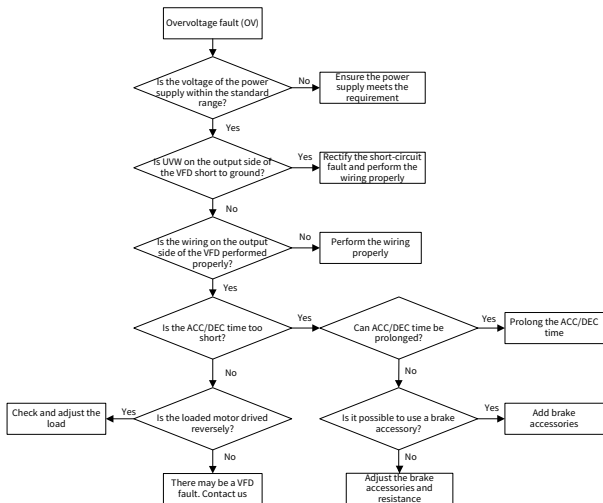 Overvoltage fault (OV)
Is the voltage of the power
supply within the standard
range?
No
Ensure the power
supply meets the
requirement
Yes
Is UVW on the output side of
the VFD short to ground?
Yes
Rectify the short-circuit
fault and perform the
wiring properly
No
Is the wiring on the output
side of the VFD performed
properly?
No
Perform the wiring
properly
Yes
Is the ACC/DEC time too
short?
Yes
Can ACC/DEC time be
prolonged?
Yes
Prolong the ACC/DEC
time
No
No
Check and adjust the
load
Yes
Is the loaded motor drived
reversely?
Is it possible to use a brake
accessory?
Yes
Add brake
accessories
No
No
There may be a VFD
fault. Contact us
Adjust the brake
accessories and
resistance